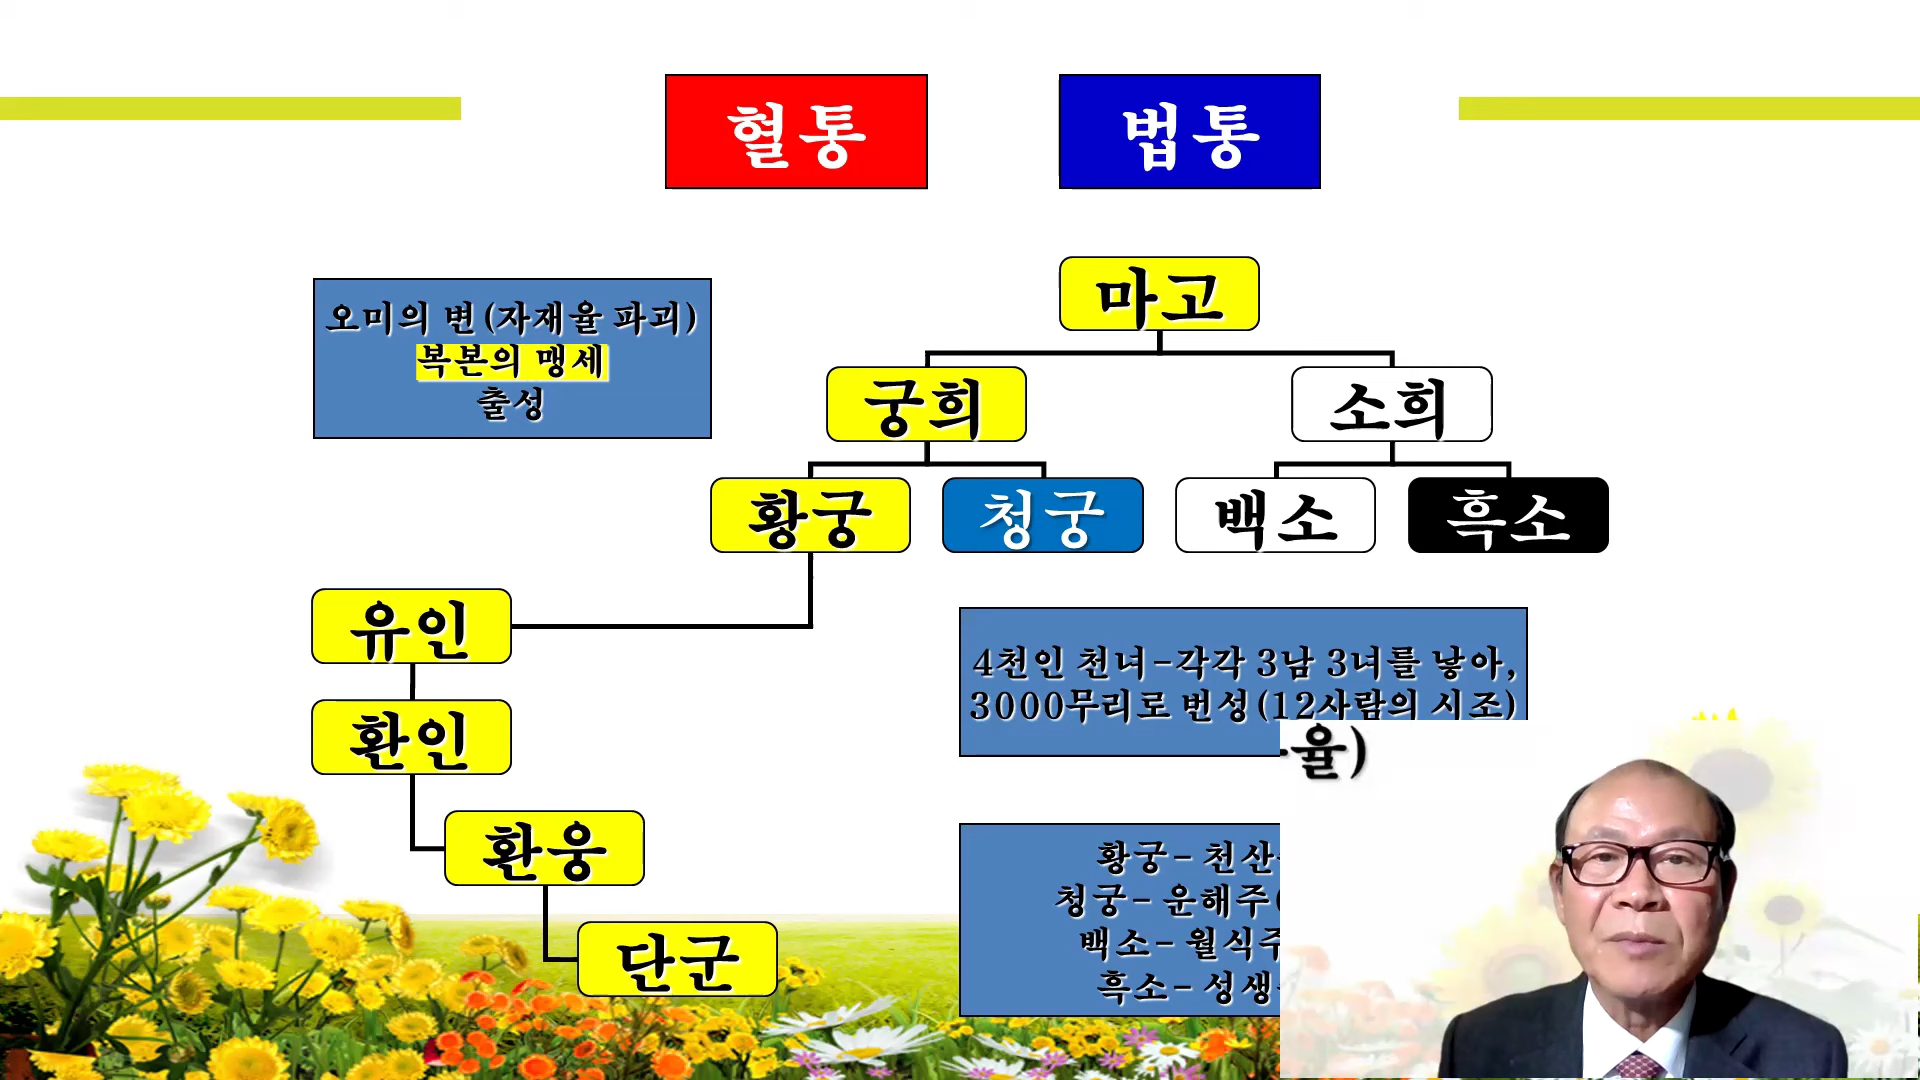 혈통
법통
마고
오미의 변(자재율 파괴)
복본의 맹세
출성
궁희
소희
황궁
청궁
백소
흑소
유인
4천인 천녀-각각 3남 3녀를 낳아,
3000무리로 번성(12사람의 시조)
환인
율)
환웅
황궁- 천산
청궁- 운해주(
백소- 월식주
흑소- 성생
단군